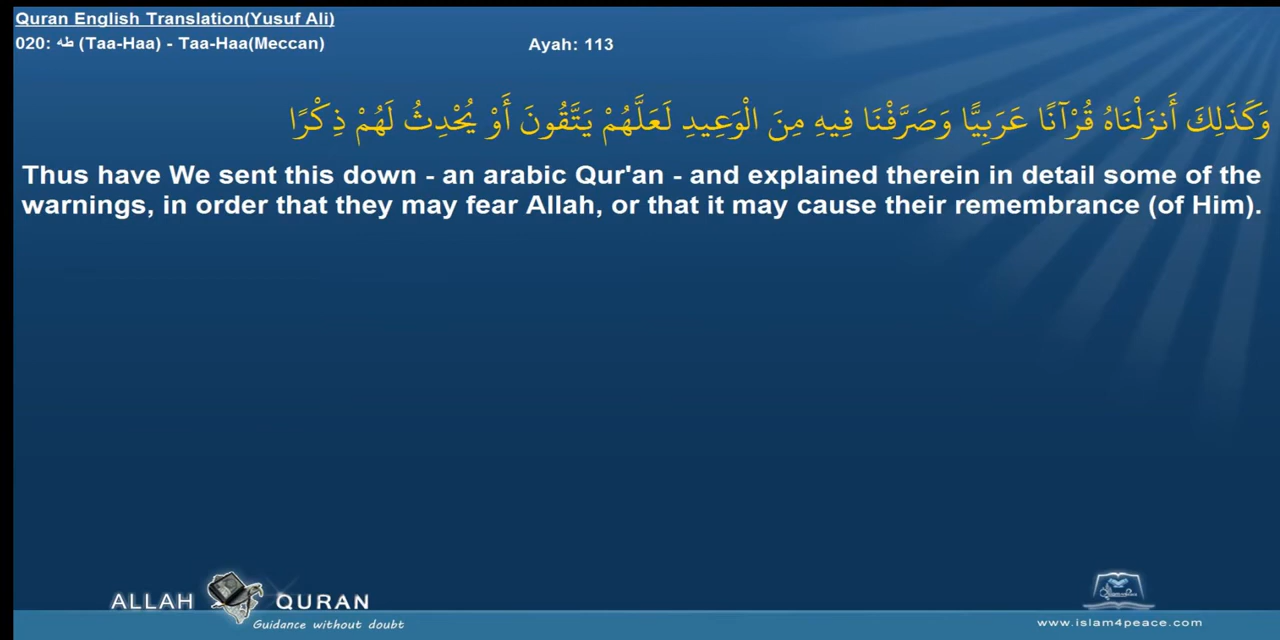 Quran English Translation(Yusuf Ali)
020: طه (Taa-Haa) - Taa-Haa(Meccan) Ayah: 113
وَكَذَلِكَ أَنزَلْنَاهُ قُرْآنًا عَرَبِيًّا وَصَرَّفْنَا فِيهِ مِنَ الْوَعِيدِ لَعَلَّهُمْ يَتَّقُونَ أَوْ يُحْدِثُ لَهُمْ ذِكْرًا
Thus have We sent this down - an arabic Qur'an - and explained therein in detail some of the
warnings, in order that they may fear Allah, or that it may cause their remembrance (of Him).
ALLAH QURAN
Guidance without doubt
www.islam4peace.com